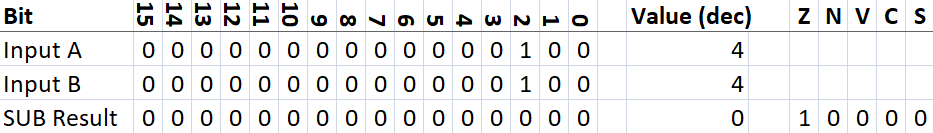 Bit 15 14 13 12 11 10 9 8 7 6 5 4 3 2 1 0 Value (dec) Z N V C S
Input A 0 0 0 0 0 0 0 0 0 0 0 0 0 1 0 0 4
Input B 0 0 0 0 0 0 0 0 0 0 0 0 0 1 0 0 4
SUB Result 0 0 0 0 0 0 0 0 0 0 0 0 0 0 0 0 0 1 0 0 0 0